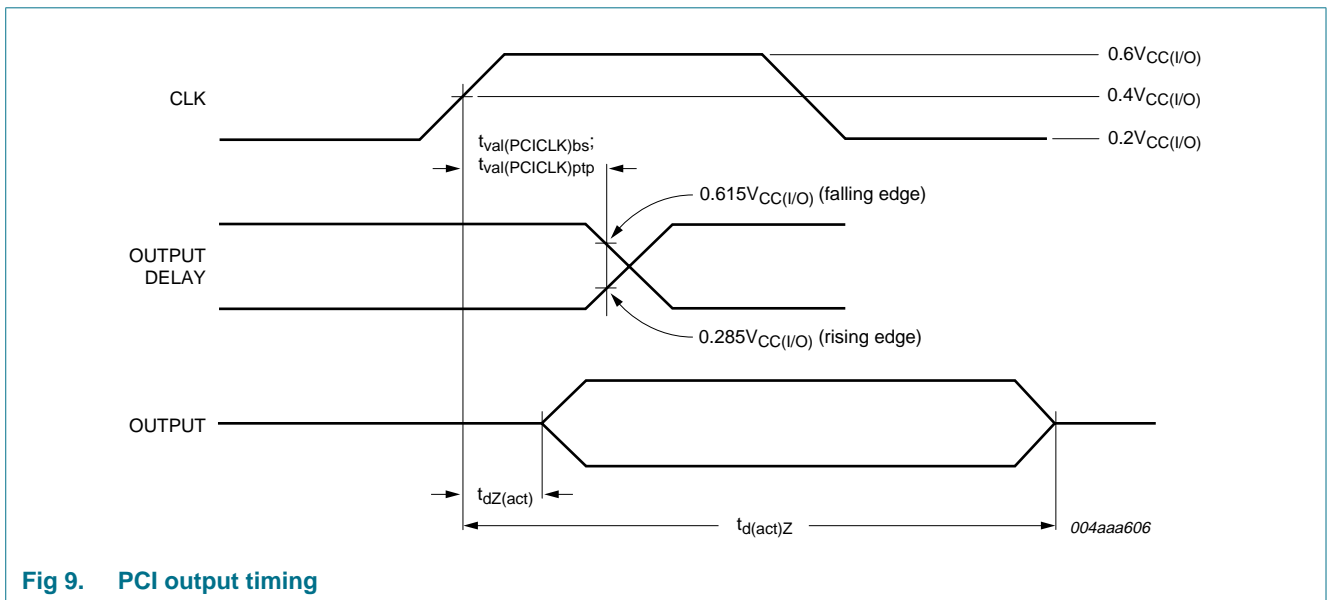 CLK
0.6VCC(I/O)
0.4VCC(I/O)
0.2VCC(I/O)
tval(PCICLK)bs;
tval(PCICLK)ptp
OUTPUT
DELAY
0.615VCC(I/O) (falling edge)
0.285VCC(I/O) (rising edge)
OUTPUT
tdZ(act)
td(act)Z
004aaa606
Fig 9. PCI output timing